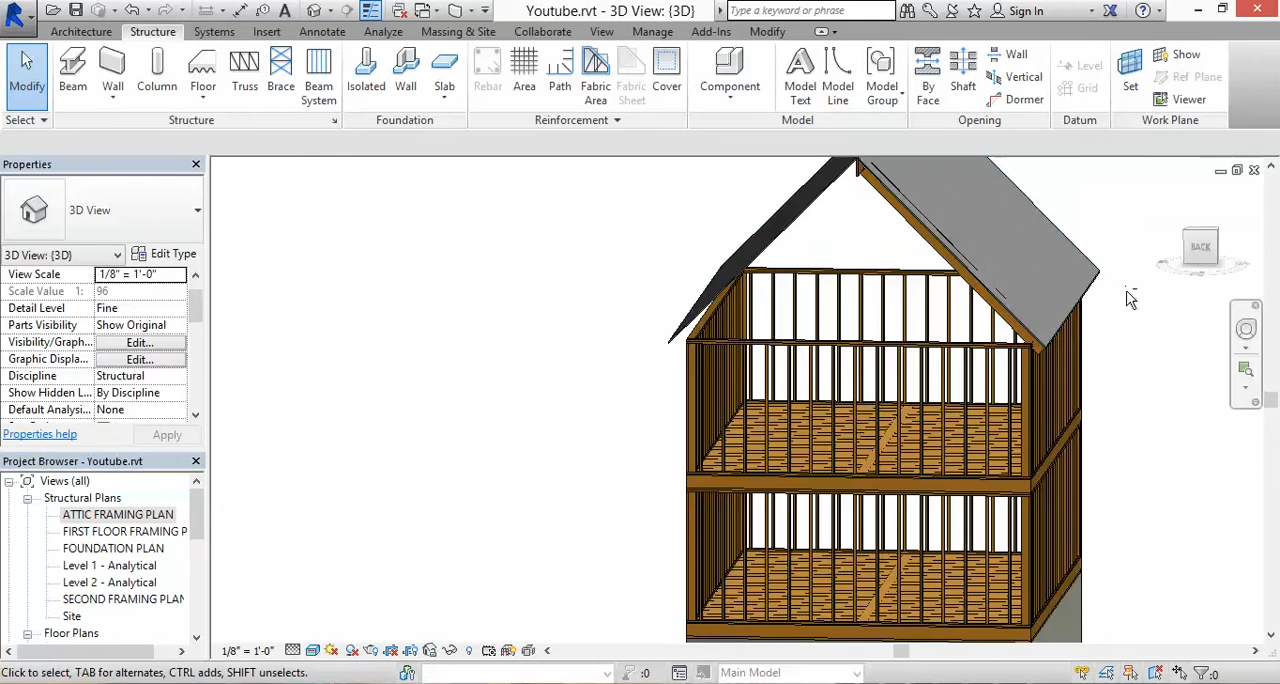 Youtube.rvt - 3D View: {3D}
Type a keyword or phrase
Sign In
Architecture Structure Systems Insert Annotate Analyze Massing & Site Collaborate View Manage Add-Ins Modify
Modify Beam Wall Column Floor Truss Brace Beam System Isolated Wall Slab Rebar Area Path Fabric Area Fabric Sheet Cover Component Model Text Model Line Model Group By Face Shaft Wall Vertical Dormer Level Grid Set Show Ref Plane Viewer
Select Structure Foundation Reinforcement Model Opening Datum Work Plane
Properties
3D View
3D View: {3D} Edit Type
View Scale 1/8" = 1'-0"
Scale Value 1: 96
Detail Level Fine
Parts Visibility Show Original
Visibility/Graph... Edit...
Graphic Displa... Edit...
Discipline Structural
Show Hidden L... By Discipline
Default Analysi... None
Properties help Apply
Project Browser - Youtube.rvt
Views (all)
Structural Plans
ATTIC FRAMING PLAN
FIRST FLOOR FRAMING P
FOUNDATION PLAN
Level 1 - Analytical
Level 2 - Analytical
SECOND FRAMING PLAN
Site
Floor Plans
BACK
1/8" = 1'-0"
Click to select, TAB for alternates, CTRL adds, SHIFT unselects. :0 Main Model :0